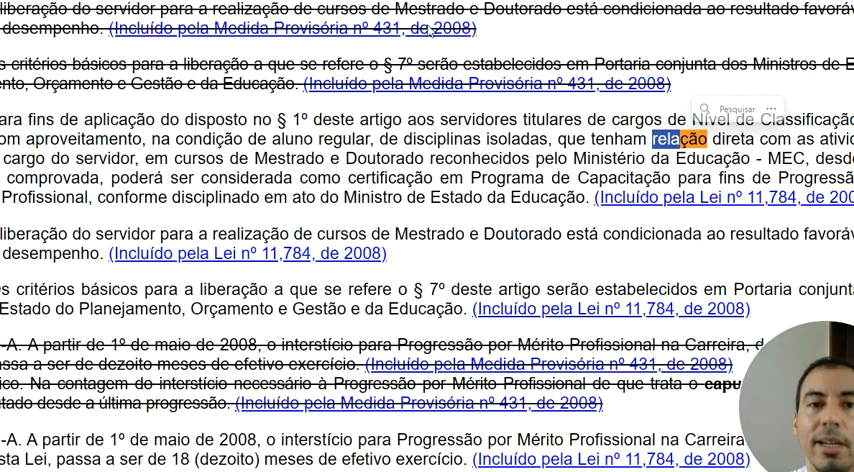 liberação do servidor para a realização de cursos de Mestrado e Doutorado está condicionada ao resultado favoráv
desempenho. (Incluído pela Medida Provisória nº 431, de 2008)
s critérios básicos para a liberação a que se refere o § 7º serão estabelecidos em Portaria conjunta dos Ministros de E
nto, Orçamento e Gestão e da Educação. (Incluído pela Medida Provisória nº 431, de 2008)
Pesquisar ...
ara fins de aplicação do disposto no § 1º deste artigo aos servidores titulares de cargos de Nível de Classificação
om aproveitamento, na condição de aluno regular, de disciplinas isoladas, que tenham relação direta com as ativid
cargo do servidor, em cursos de Mestrado e Doutorado reconhecidos pelo Ministério da Educação - MEC, desd
comprovada, poderá ser considerada como certificação em Programa de Capacitação para fins de Progressã
Profissional, conforme disciplinado em ato do Ministro de Estado da Educação. (Incluído pela Lei nº 11,784, de 200
liberação do servidor para a realização de cursos de Mestrado e Doutorado está condicionada ao resultado favoráv
desempenho. (Incluído pela Lei nº 11,784, de 2008)
s critérios básicos para a liberação a que se refere o § 7º deste artigo serão estabelecidos em Portaria conjunt
Estado do Planejamento, Orçamento e Gestão e da Educação. (Incluído pela Lei nº 11,784, de 2008)
-A. A partir de 1º de maio de 2008, o interstício para Progressão por Mérito Profissional na Carreira, d
assa a ser de dezoito meses de efetivo exercício. (Incluído pela Medida Provisória nº 431, de 2008)
ico. Na contagem do interstício necessário à Progressão por Mérito Profissional de que trata o capu
itado desde a última progressão. (Incluído pela Medida Provisória nº 431, de 2008)
-A. A partir de 1º de maio de 2008, o interstício para Progressão por Mérito Profissional na Carreira
sta Lei, passa a ser de 18 (dezoito) meses de efetivo exercício. (Incluído pela Lei nº 11,784, de 2008)